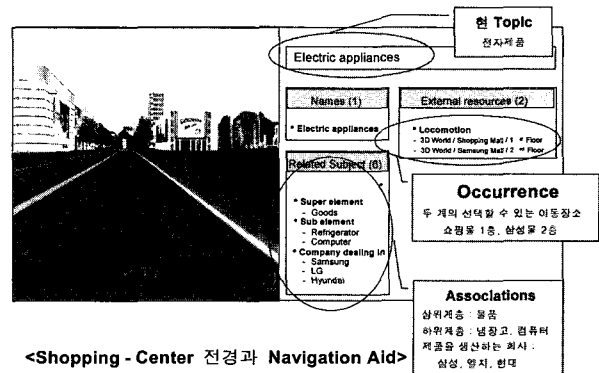 현 Topic
전자제품
Electric appliances
Names (1)
* Electric appliances
External resources (2)
* Locomotion
- 3D World / Shopping Mall / 1 st Floor
- 3D World / Samsung Mall / 2 nd Floor
Related Subject (6)
* Super element
- Goods
* Sub element
- Refrigerator
- Computer
* Company dealing in
- Samsung
- LG
- Hyundai
Occurrence
두 개의 선택할 수 있는 이동장소
쇼핑몰 1층, 삼성몰 2층
Associations
상위계층 : 물품
하위계층 : 냉장고, 컴퓨터
제품을 생산하는 회사 :
삼성, 엘지, 현대
<Shopping - Center 전경과 Navigation Aid>